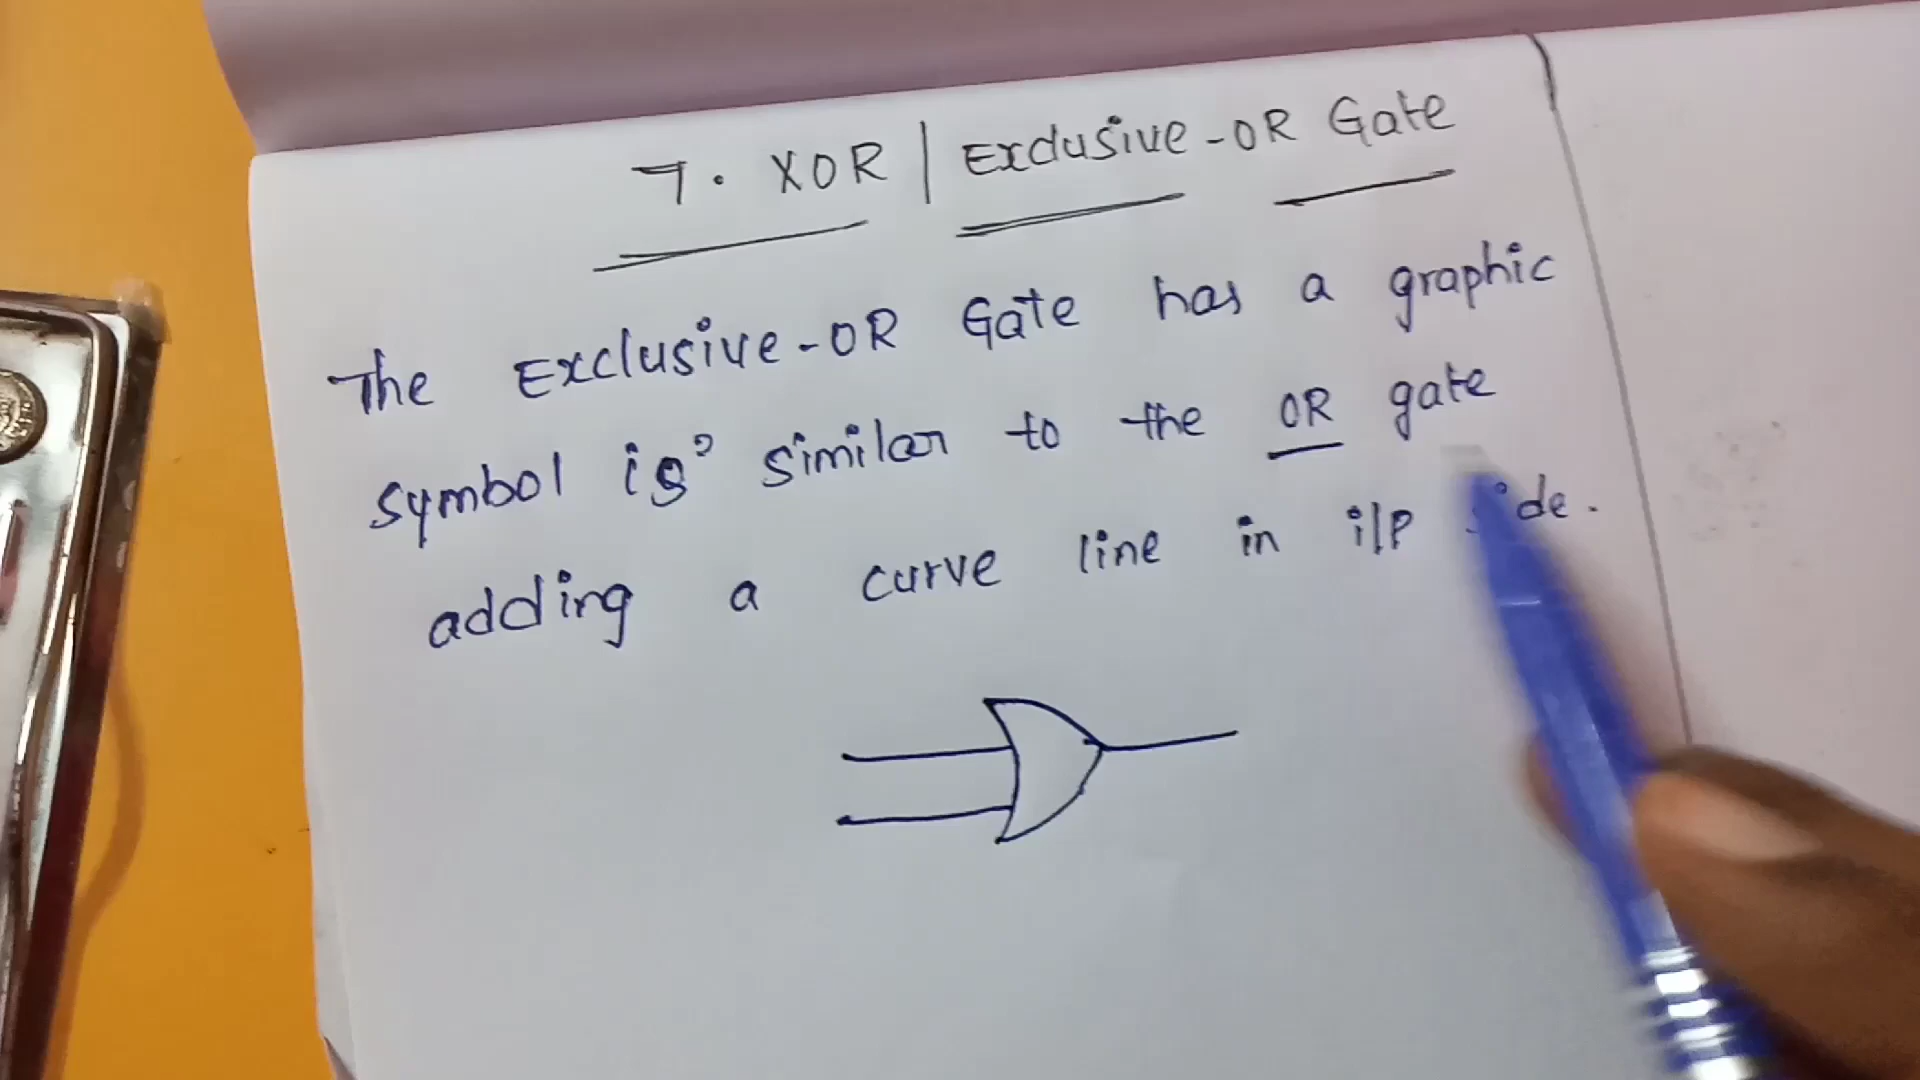 7. XOR | Exclusive-OR Gate
The Exclusive-OR Gate has a graphic
symbol is similar to the OR gate
adding a curve line in i/p side.